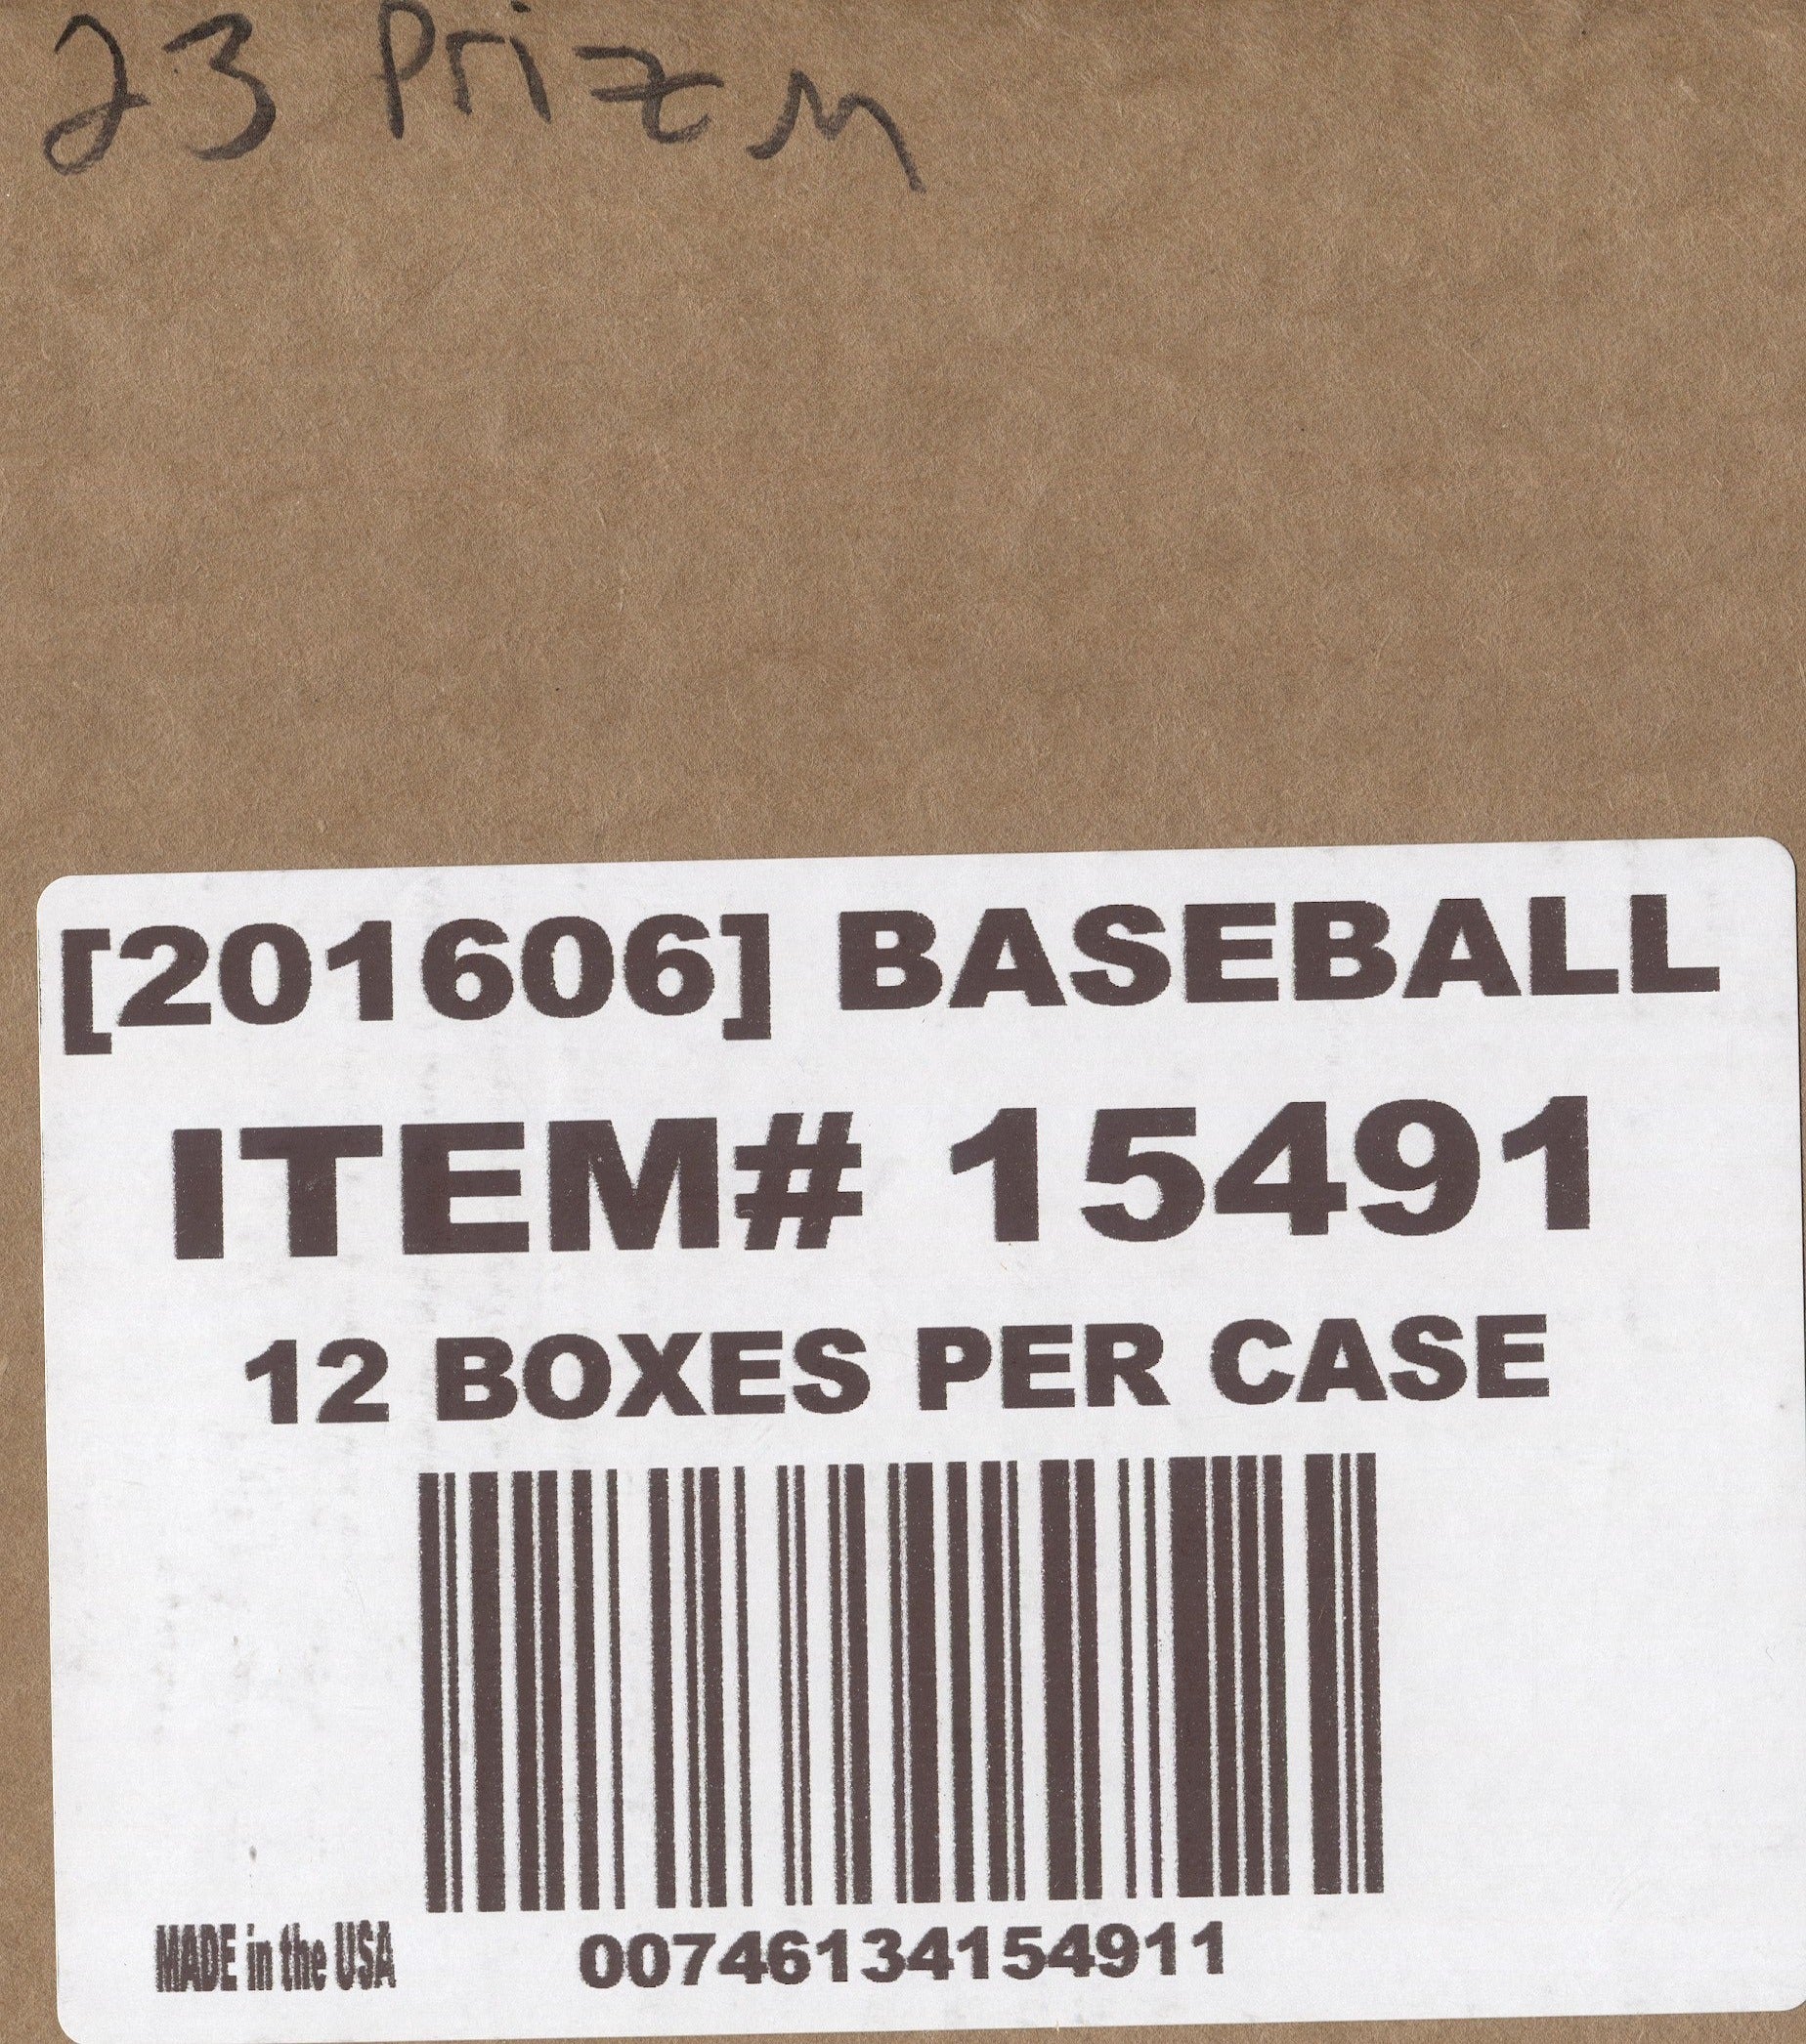 23 Prizm
[201606] BASEBALL
ITEM# 15491
12 BOXES PER CASE
00746134154911
MADE in the USA